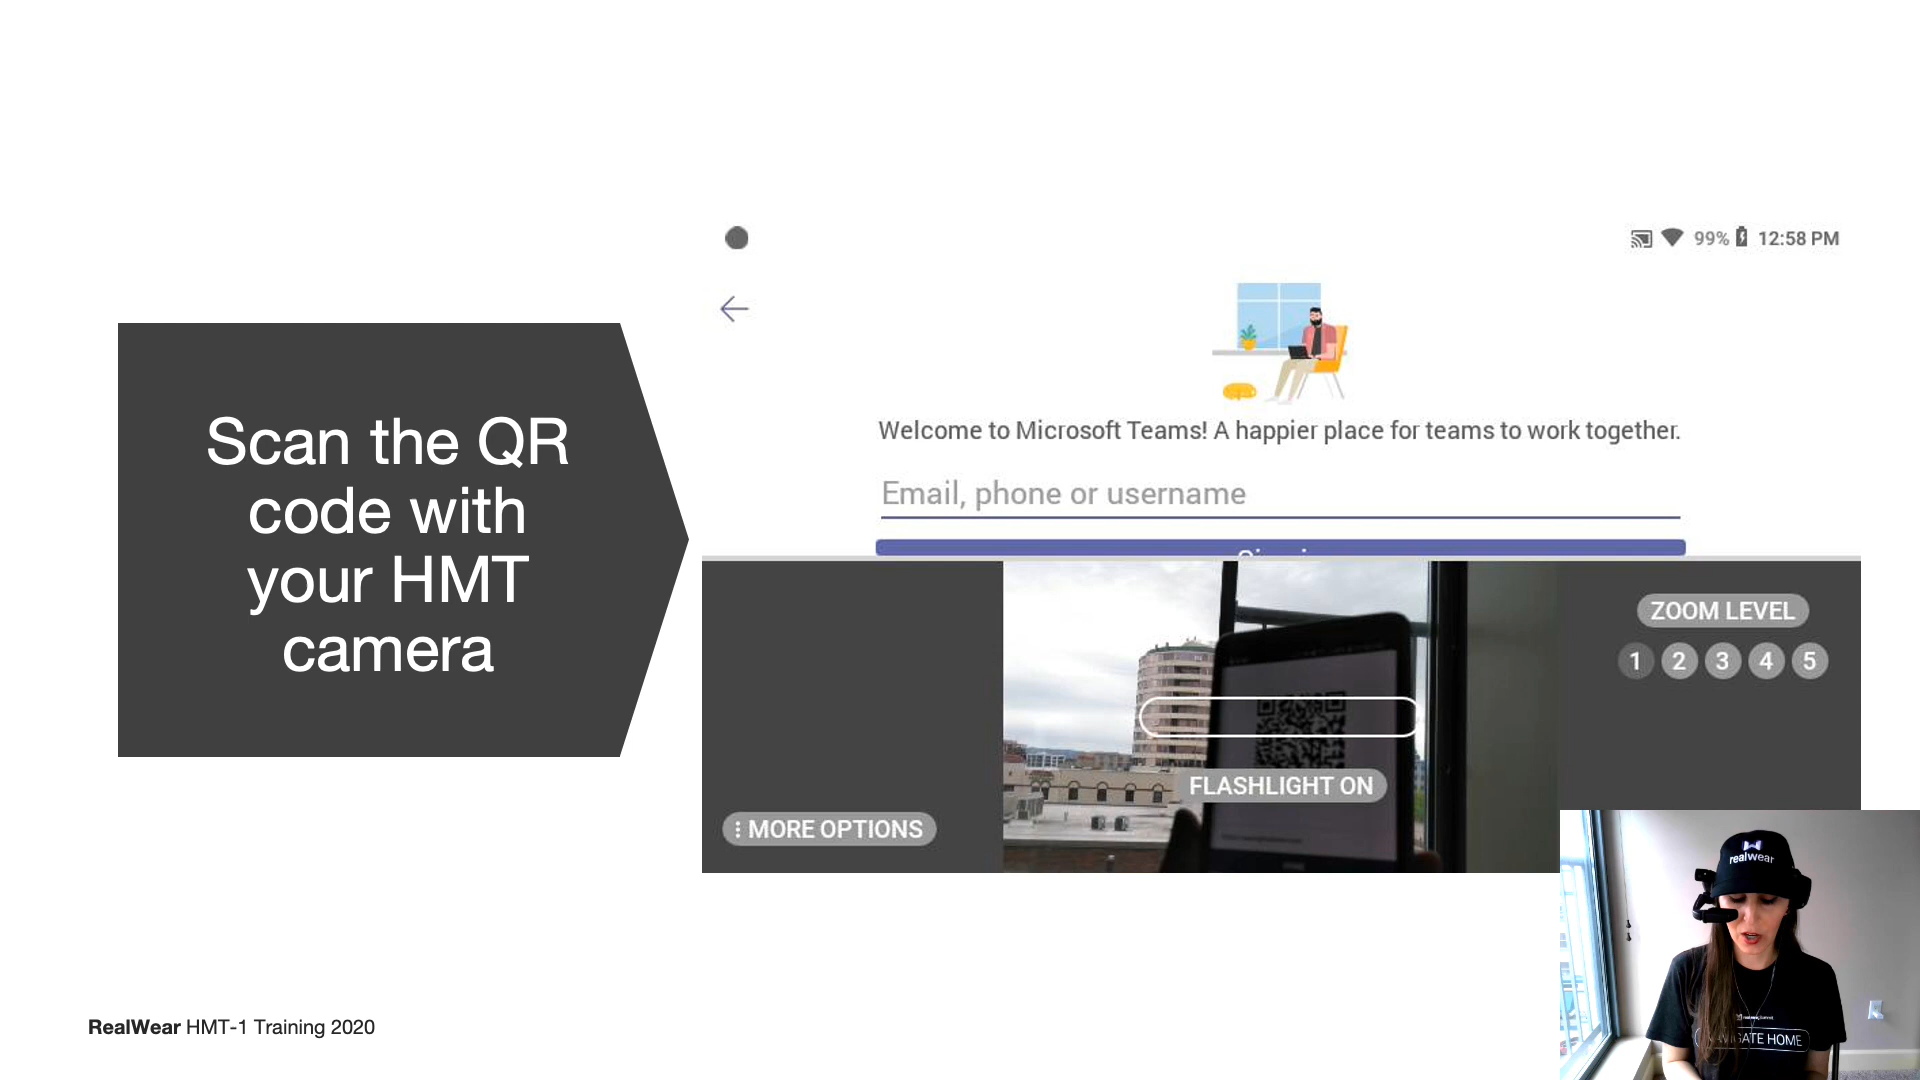 Scan the QR
code with
your HMT
camera
99%
12:58 PM
Welcome to Microsoft Teams! A happier place for teams to work together.
Email, phone or username
ZOOM LEVEL
1 2 3 4 5
FLASHLIGHT ON
MORE OPTIONS
realwear
GATE HOME
RealWear HMT-1 Training 2020